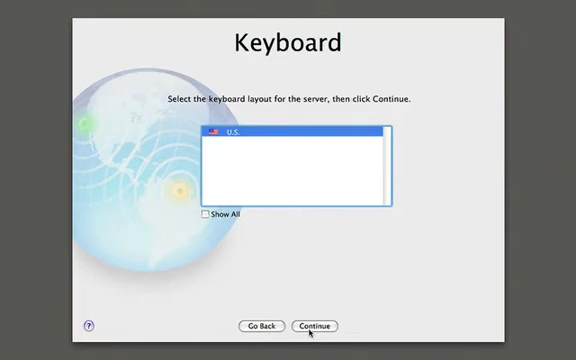 Keyboard
Select the keyboard layout for the server, then click Continue.
U.S.
Show All
?
Go Back
Continue